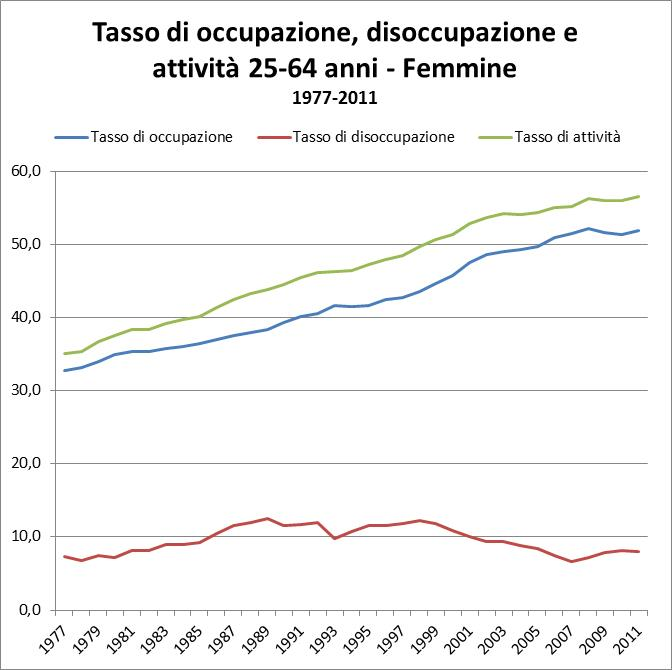 Tasso di occupazione, disoccupazione e
attività 25-64 anni - Femmine
1977-2011
Tasso di occupazione Tasso di disoccupazione Tasso di attività
60,0
50,0
40,0
30,0
20,0
10,0
0,0
1977 1979 1981 1983 1985 1987 1989 1991 1993 1995 1997 1999 2001 2003 2005 2007 2009 2011